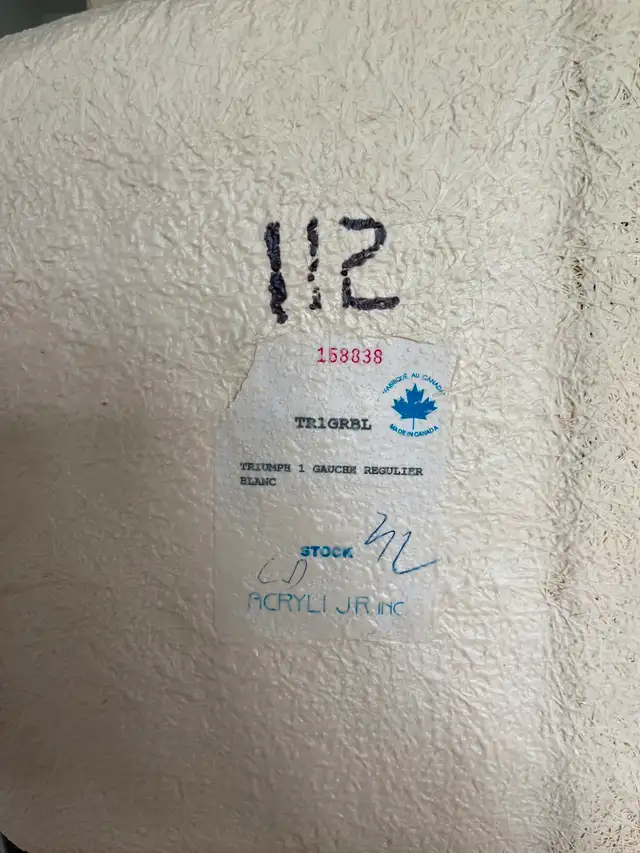 112
158838
FABRIQUÉ AU CANADA
MADE IN CANADA
TR1GRBL
TRIUMPH 1 GAUCHE REGULIER
BLANC
STOCK
ACRYLI J.R. INC